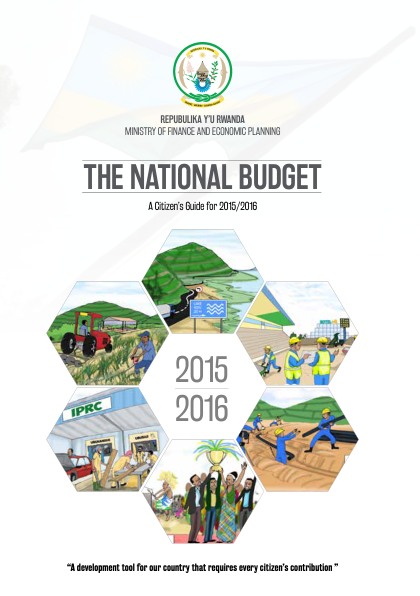 REPUBULIKA Y'U RWANDA
MINISTRY OF FINANCE AND ECONOMIC PLANNING
THE NATIONAL BUDGET
A Citizen's Guide for 2015/2016
2015
2016
IPRC
"A development tool for our country that requires every citizen's contribution "